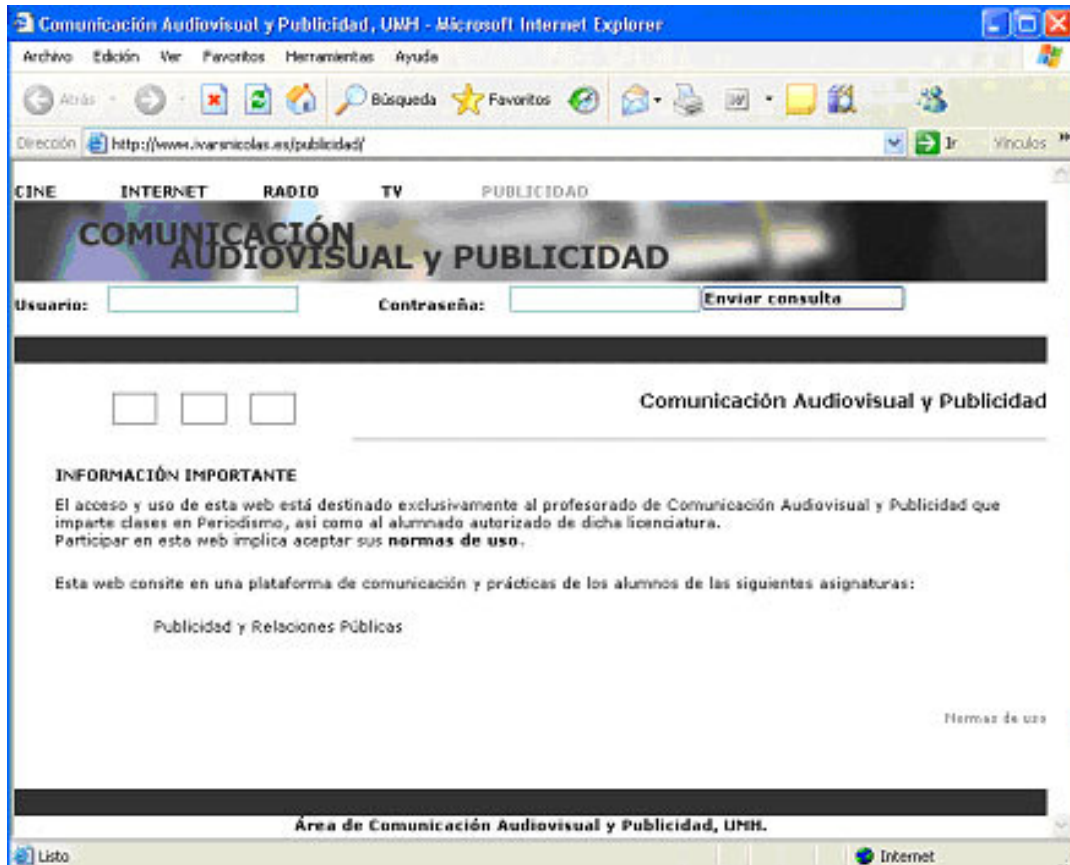 Comunicación Audiovisual y Publicidad, UMH - Microsoft Internet Explorer
Archivo Edición Ver Favoritos Herramientas Ayuda
Atrás Búsqueda Favoritos
Dirección http://www.ivarsnicolas.es/publicidad/ Ir Vínculos »
CINE INTERNET RADIO TV PUBLICIDAD
COMUNICACIÓN
AUDIOVISUAL y PUBLICIDAD
Usuario: Contraseña: Enviar consulta
Comunicación Audiovisual y Publicidad
INFORMACIÓN IMPORTANTE
El acceso y uso de esta web está destinado exclusivamente al profesorado de Comunicación Audiovisual y Publicidad que
imparte clases en Periodismo, así como al alumnado autorizado de dicha licenciatura.
Participar en esta web implica aceptar sus normas de uso.
Esta web consite en una plataforma de comunicación y prácticas de los alumnos de las siguientes asignaturas:
Publicidad y Relaciones Públicas
Normas de uso
Área de Comunicación Audiovisual y Publicidad, UMH.
Listo Internet